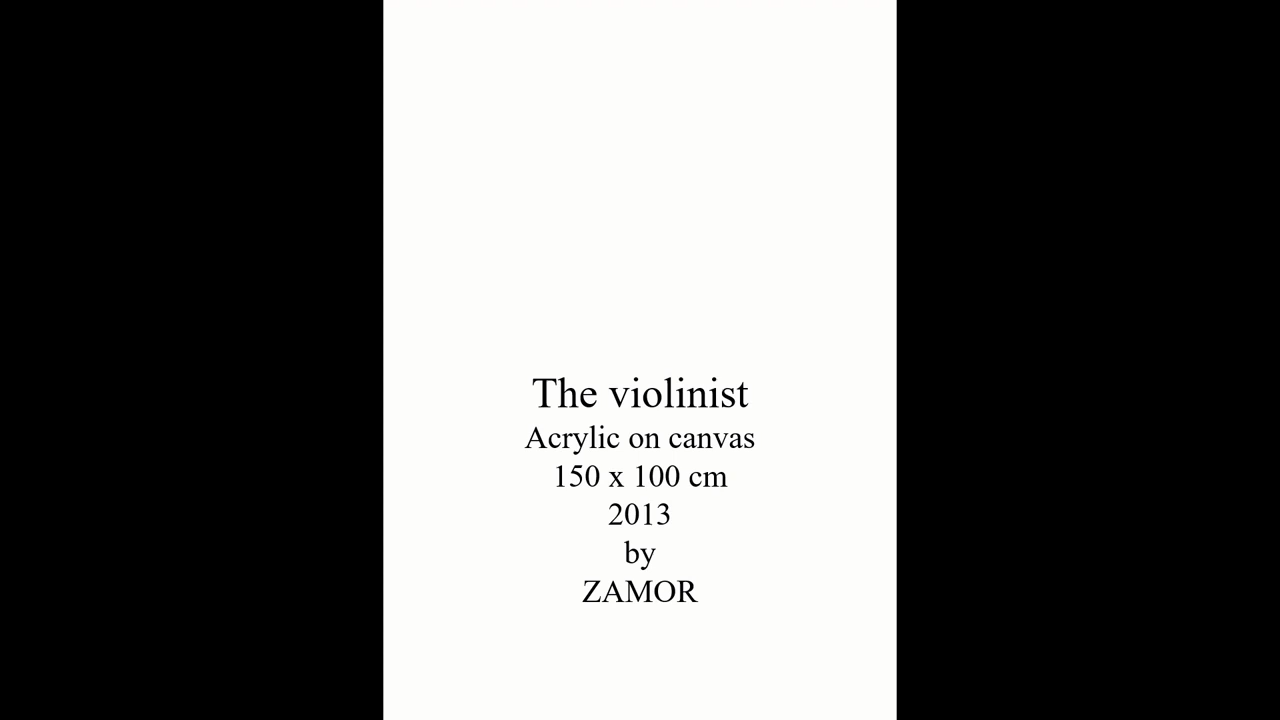 The violinist
Acrylic on canvas
150 x 100 cm
2013
by
ZAMOR